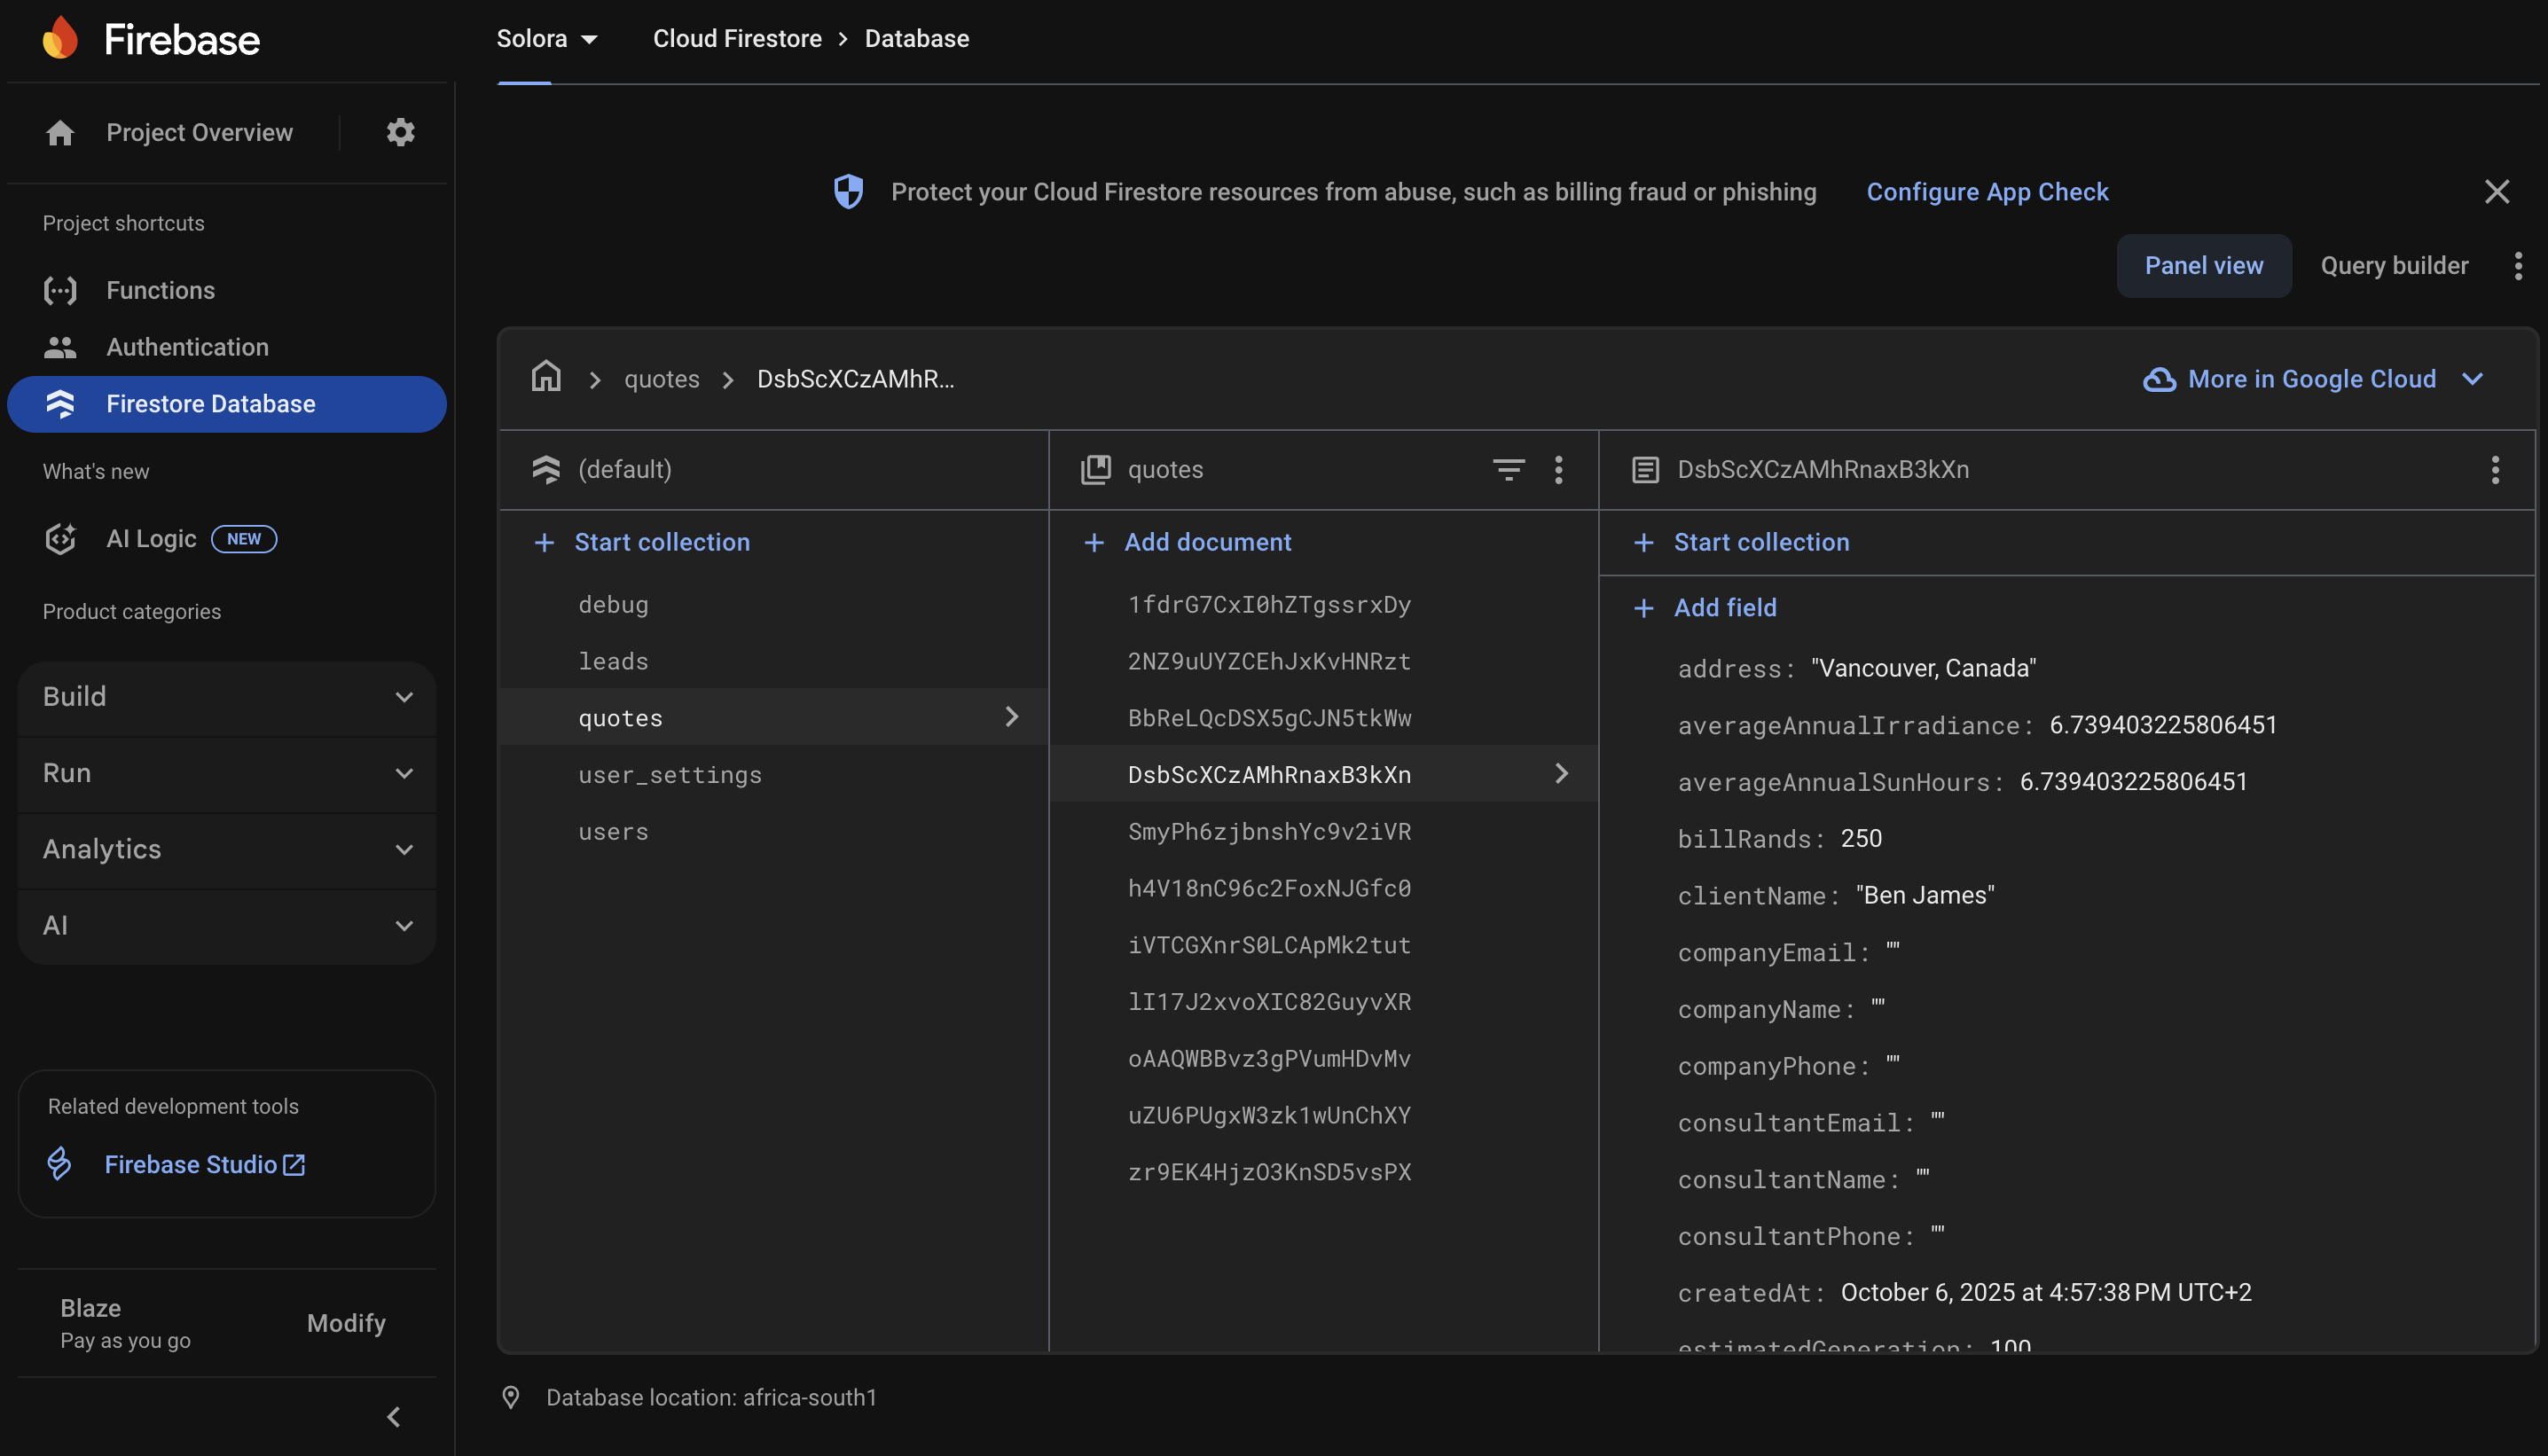 Firebase
Solora
Cloud Firestore > Database
Project Overview
Project shortcuts
Functions
Authentication
Firestore Database
What's new
AI Logic NEW
Product categories
Build
Run
Analytics
AI
Related development tools
Firebase Studio
Blaze
Pay as you go
Modify
Protect your Cloud Firestore resources from abuse, such as billing fraud or phishing Configure App Check
Panel view
Query builder
quotes > DsbScXCzAMhR...
More in Google Cloud
(default)
+ Start collection
debug
leads
quotes
user_settings
users
quotes
+ Add document
1fdrG7CxI0hZTgssrxDy
2NZ9uUYZCEhJxKvHNRzt
BbReLQcDSX5gCJN5tkWw
DsbScXCzAMhRnaxB3kXn
SmyPh6zjbnshYc9v2iVR
h4V18nC96c2FoxNJGfc0
iVTCGXnrS0LCApMk2tut
lI17J2xvoXIC82GuyvXR
oAAQWBBvz3gPVumHDvMv
uZU6PUgxW3zk1wUnChXY
zr9EK4HjzO3KnSD5vsPX
DsbScXCzAMhRnaxB3kXn
+ Start collection
+ Add field
address: "Vancouver, Canada"
averageAnnualIrradiance: 6.739403225806451
averageAnnualSunHours: 6.739403225806451
billRands: 250
clientName: "Ben James"
companyEmail: ""
companyName: ""
companyPhone: ""
consultantEmail: ""
consultantName: ""
consultantPhone: ""
createdAt: October 6, 2025 at 4:57:38 PM UTC+2
estimatedGeneration: 100
Database location: africa-south1